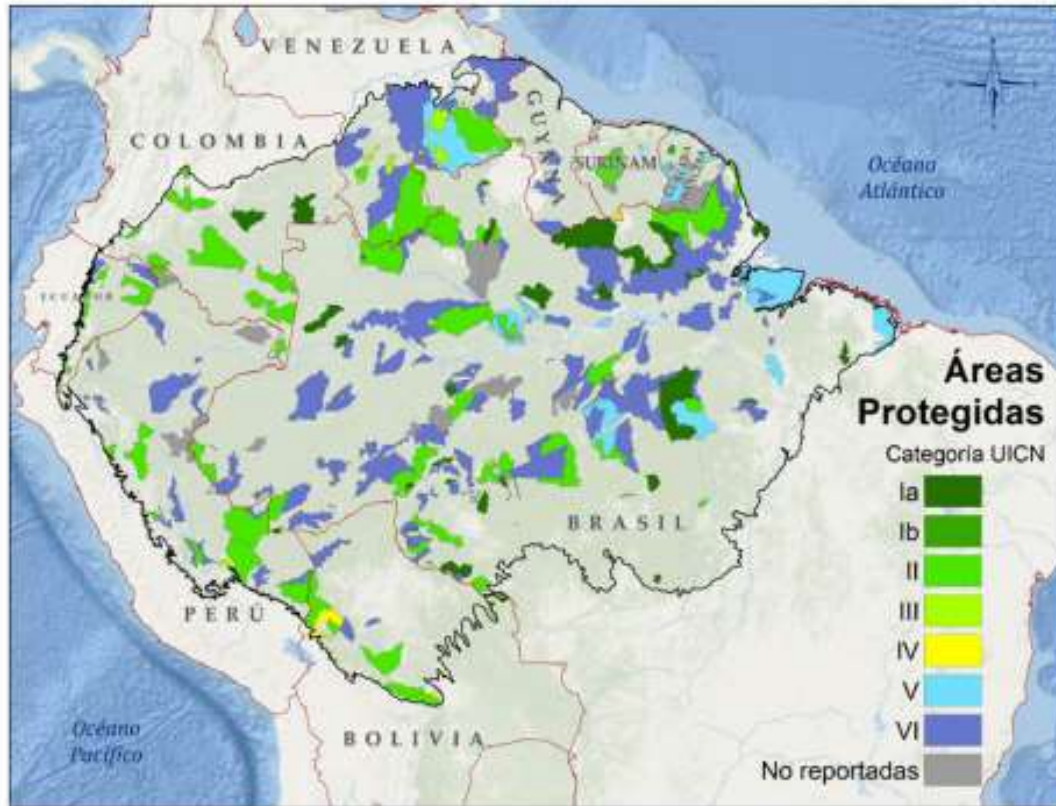 VENEZUELA
COLOMBIA
GUYANA
SURINAM
Océano
Atlántico
ECUADOR
BRASIL
PERÚ
BOLIVIA
Océano
Pacífico
Áreas
Protegidas
Categoría UICN
Ia
Ib
II
III
IV
V
VI
No reportadas